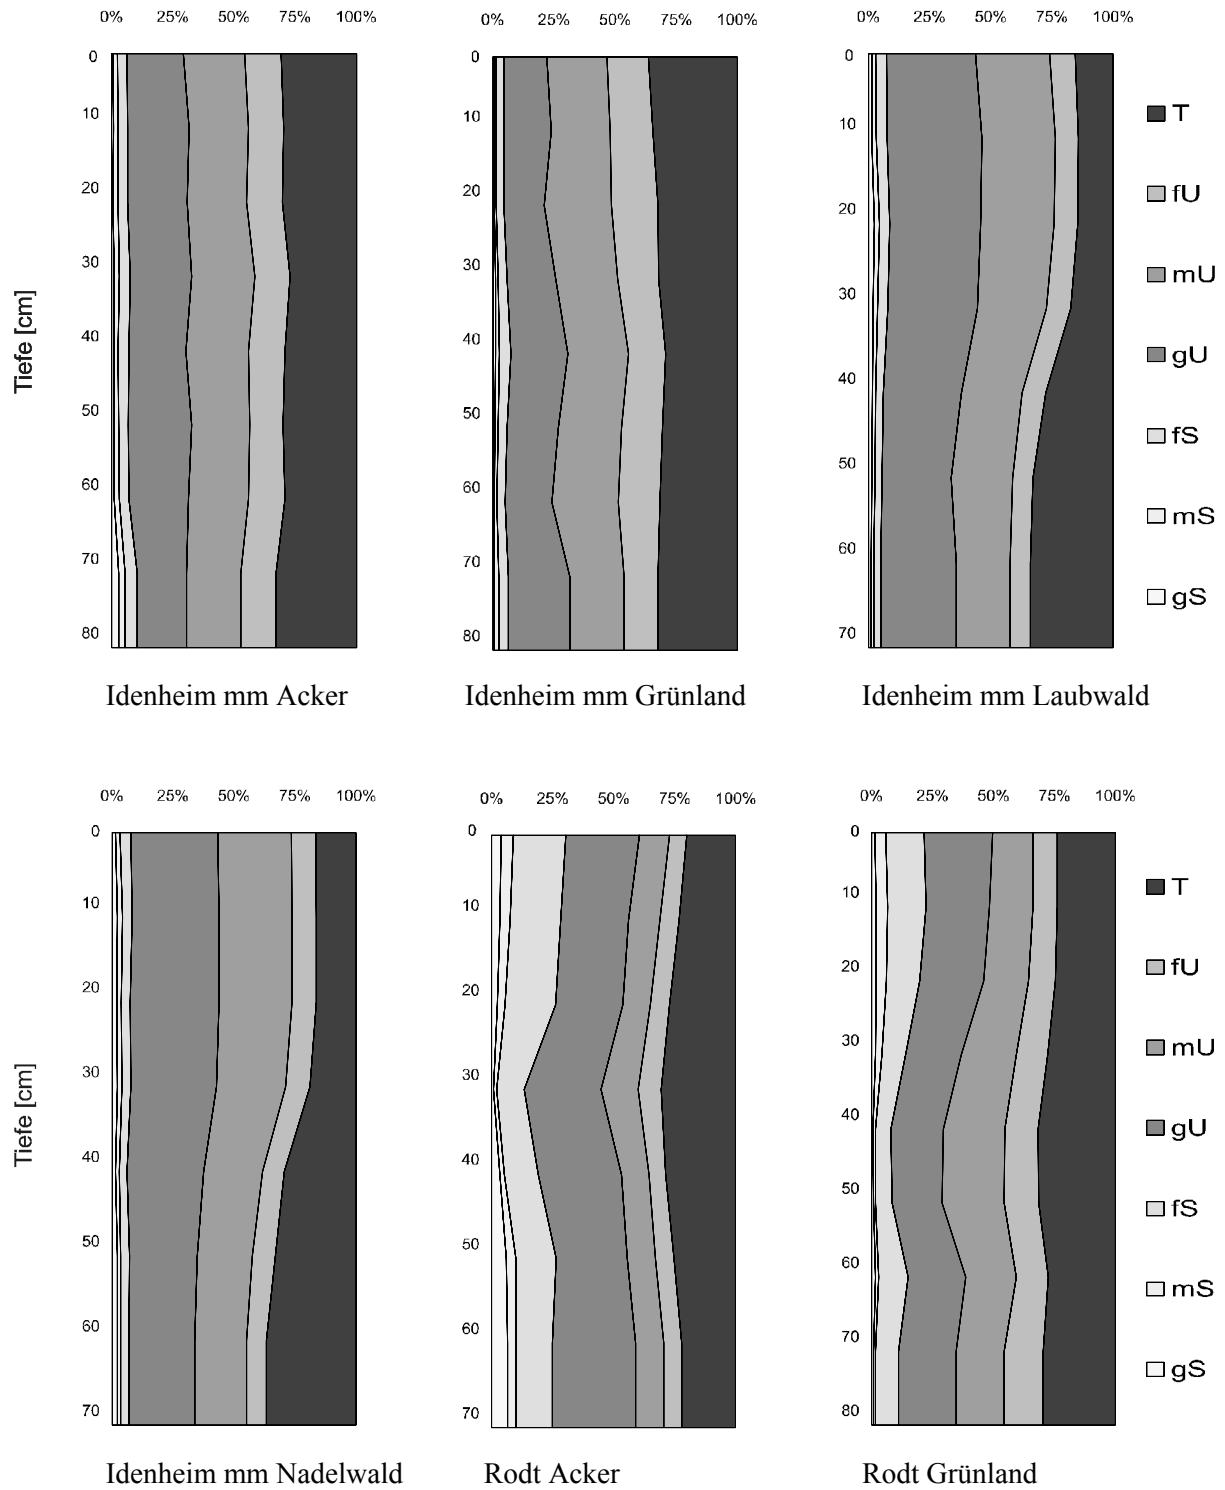 0% 25% 50% 75% 100%
0
10
20
30
40
50
60
70
80
Tiefe [cm]
Idenheim mm Acker
0% 25% 50% 75% 100%
0
10
20
30
40
50
60
70
80
Idenheim mm Grünland
0% 25% 50% 75% 100%
0
10
20
30
40
50
60
70
Idenheim mm Laubwald
T
fU
mU
gU
fS
mS
gS
0% 25% 50% 75% 100%
0
10
20
30
40
50
60
70
Tiefe [cm]
Idenheim mm Nadelwald
0% 25% 50% 75% 100%
0
10
20
30
40
50
60
70
Rodt Acker
0% 25% 50% 75% 100%
0
10
20
30
40
50
60
70
80
Rodt Grünland
T
fU
mU
gU
fS
mS
gS